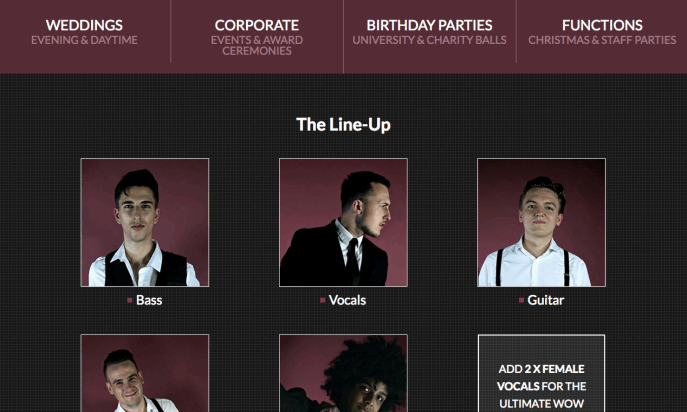 WEDDINGS
EVENING & DAYTIME
CORPORATE
EVENTS & AWARD
CEREMONIES
BIRTHDAY PARTIES
UNIVERSITY & CHARITY BALLS
FUNCTIONS
CHRISTMAS & STAFF PARTIES
The Line-Up
Bass
Vocals
Guitar
ADD 2 X FEMALE
VOCALS FOR THE
ULTIMATE WOW